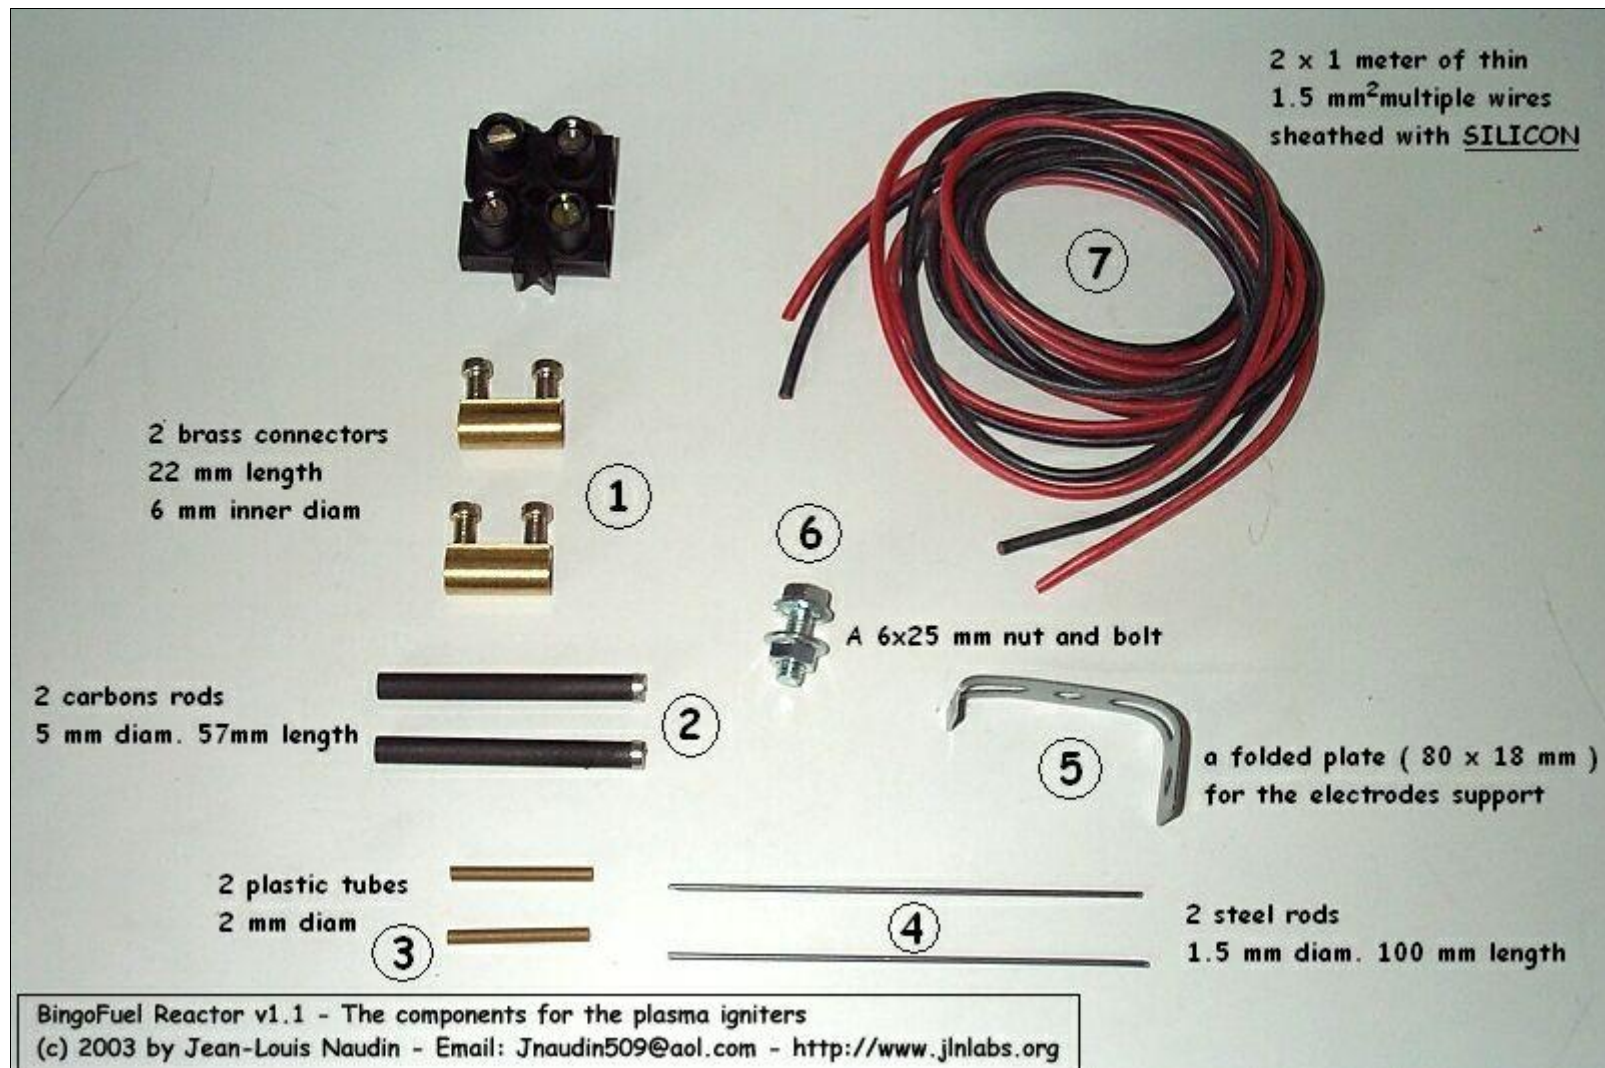 2 x 1 meter of thin
1.5 mm²multiple wires
sheathed with SILICON
7
2 brass connectors
22 mm length
6 mm inner diam
1
6
A 6x25 mm nut and bolt
2 carbons rods
5 mm diam. 57mm length
2
5
a folded plate ( 80 x 18 mm )
for the electrodes support
2 plastic tubes
2 mm diam
3
4
2 steel rods
1.5 mm diam. 100 mm length
BingoFuel Reactor v1.1 - The components for the plasma igniters
(c) 2003 by Jean-Louis Naudin - Email: Jnaudin509@aol.com - http://www.jlnlabs.org